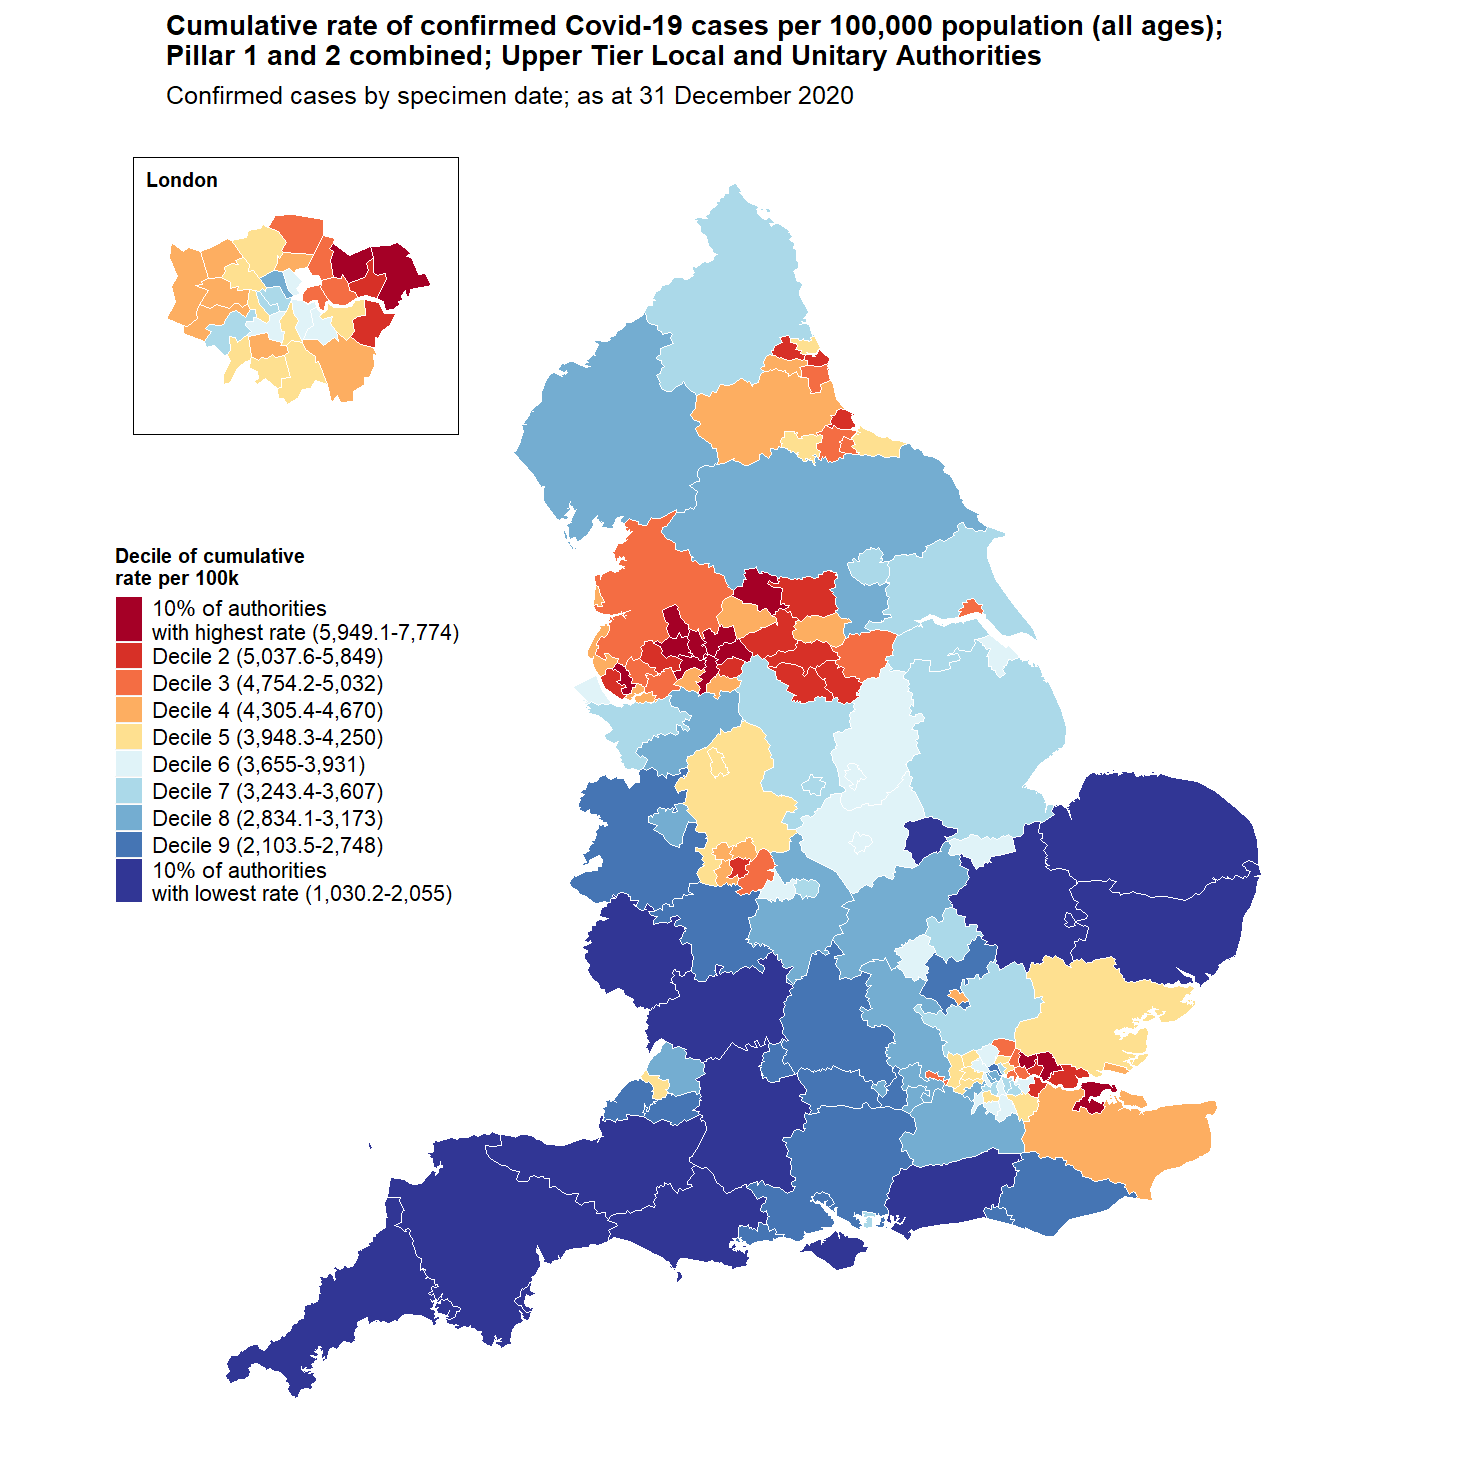 Cumulative rate of confirmed Covid-19 cases per 100,000 population (all ages);
Pillar 1 and 2 combined; Upper Tier Local and Unitary Authorities
Confirmed cases by specimen date; as at 31 December 2020
London
Decile of cumulative
rate per 100k
10% of authorities
with highest rate (5,949.1-7,774)
Decile 2 (5,037.6-5,849)
Decile 3 (4,754.2-5,032)
Decile 4 (4,305.4-4,670)
Decile 5 (3,948.3-4,250)
Decile 6 (3,655-3,931)
Decile 7 (3,243.4-3,607)
Decile 8 (2,834.1-3,173)
Decile 9 (2,103.5-2,748)
10% of authorities
with lowest rate (1,030.2-2,055)